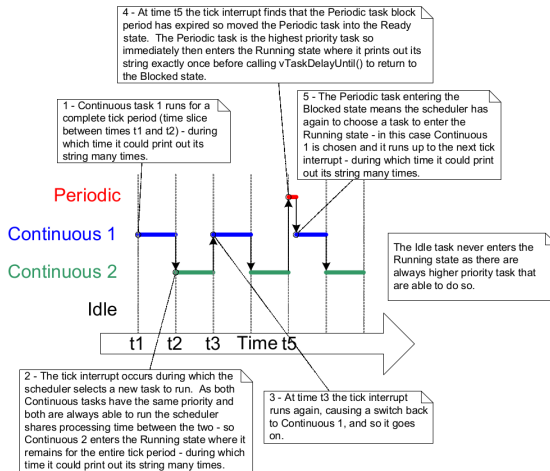 4 - At time t5 the tick interrupt finds that the Periodic task block
period has expired so moved the Periodic task into the Ready
state. The Periodic task is the highest priority task so
immediately then enters the Running state where it prints out its
string exactly once before calling vTaskDelayUntil() to return to
the Blocked state.
1 - Continuous task 1 runs for a
complete tick period (time slice
between times t1 and t2) - during
which time it could print out its
string many times.
5 - The Periodic task entering the
Blocked state means the scheduler has
again to choose a task to enter the
Running state - in this case Continuous
1 is chosen and it runs up to the next tick
interrupt - during which time it could print
out its string many times.
Periodic
Continuous 1
Continuous 2
Idle
The Idle task never enters the
Running state as there are
always higher priority task that
are able to do so.
t1 t2 t3 Time t5
2 - The tick interrupt occurs during which the
scheduler selects a new task to run. As both
Continuous tasks have the same priority and
both are always able to run the scheduler
shares processing time between the two - so
Continuous 2 enters the Running state where it
remains for the entire tick period - during which
time it could print out its string many times.
3 - At time t3 the tick interrupt
runs again, causing a switch back
to Continuous 1, and so it goes
on.